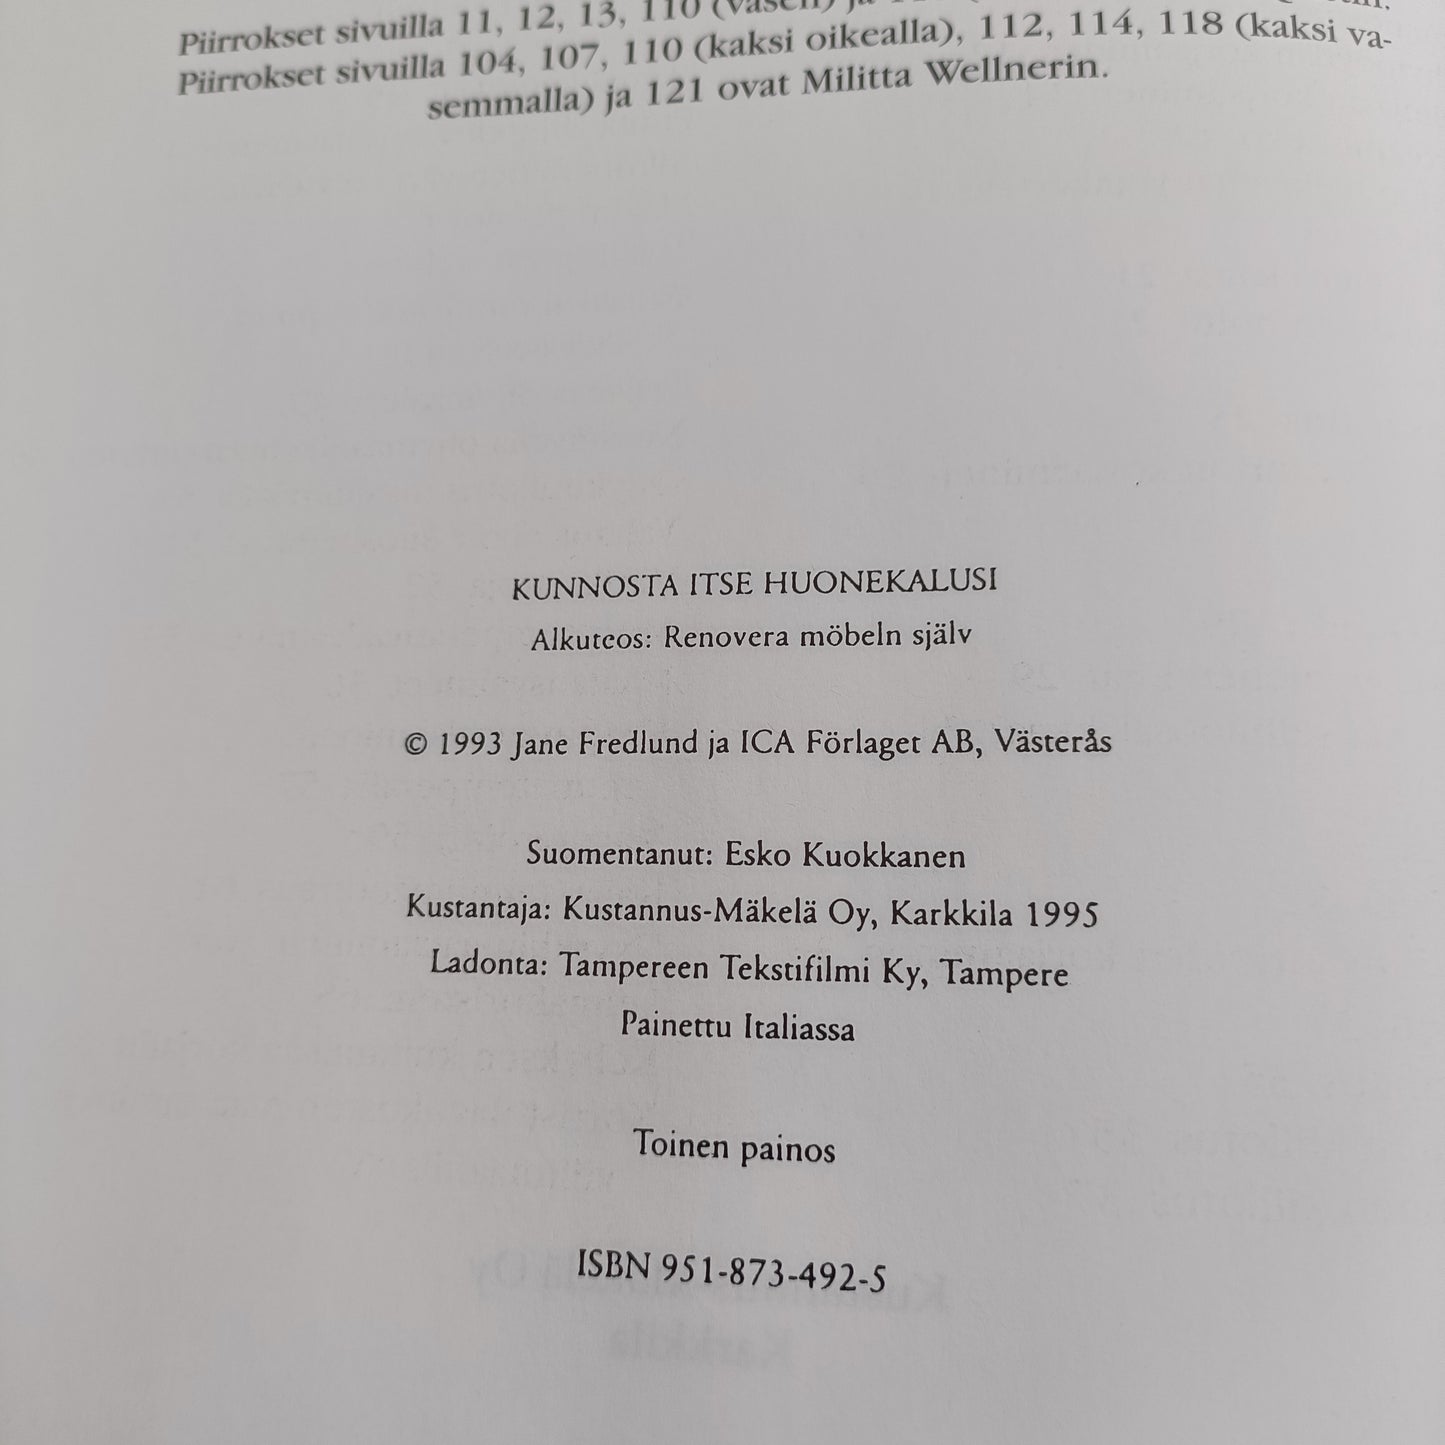 Piirrokset sivuilla 11, 12, 13, 110 (vasen) ja
Piirrokset sivuilla 104, 107, 110 (kaksi oikealla), 112, 114, 118 (kaksi va-
semmalla) ja 121 ovat Militta Wellnerin.
KUNNOSTA ITSE HUONEKALUSI
Alkuteos: Renovera möbeln själv
© 1993 Jane Fredlund ja ICA Förlaget AB, Västerås
Suomentanut: Esko Kuokkanen
Kustantaja: Kustannus-Mäkelä Oy, Karkkila 1995
Ladonta: Tampereen Tekstifilmi Ky, Tampere
Painettu Italiassa
Toinen painos
ISBN 951-873-492-5